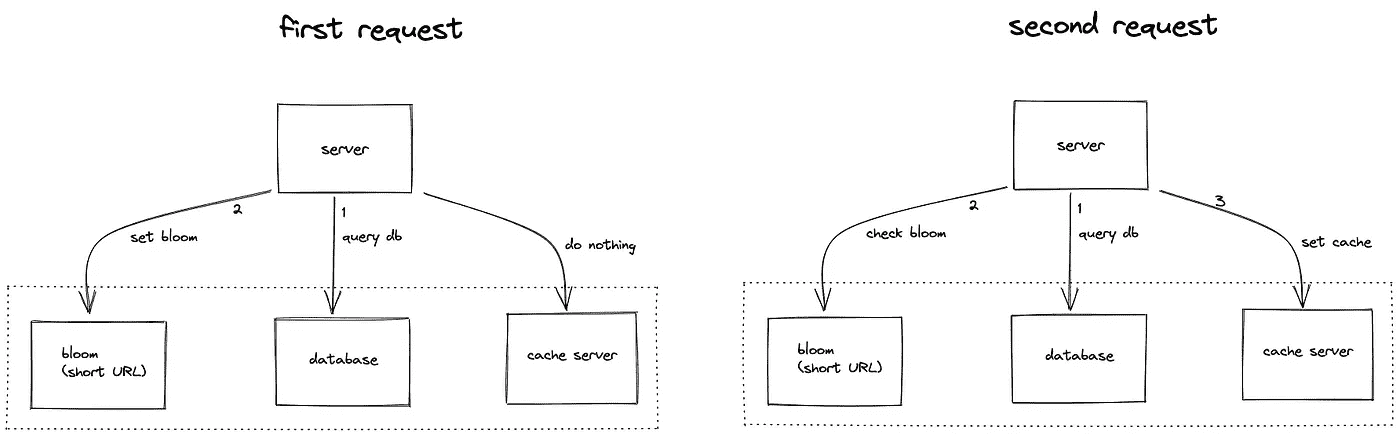 first request
server
2
1
set bloom
query db
do nothing
bloom
(short URL)
database
cache server
second request
server
2
1
3
check bloom
query db
set cache
bloom
(short URL)
database
cache server